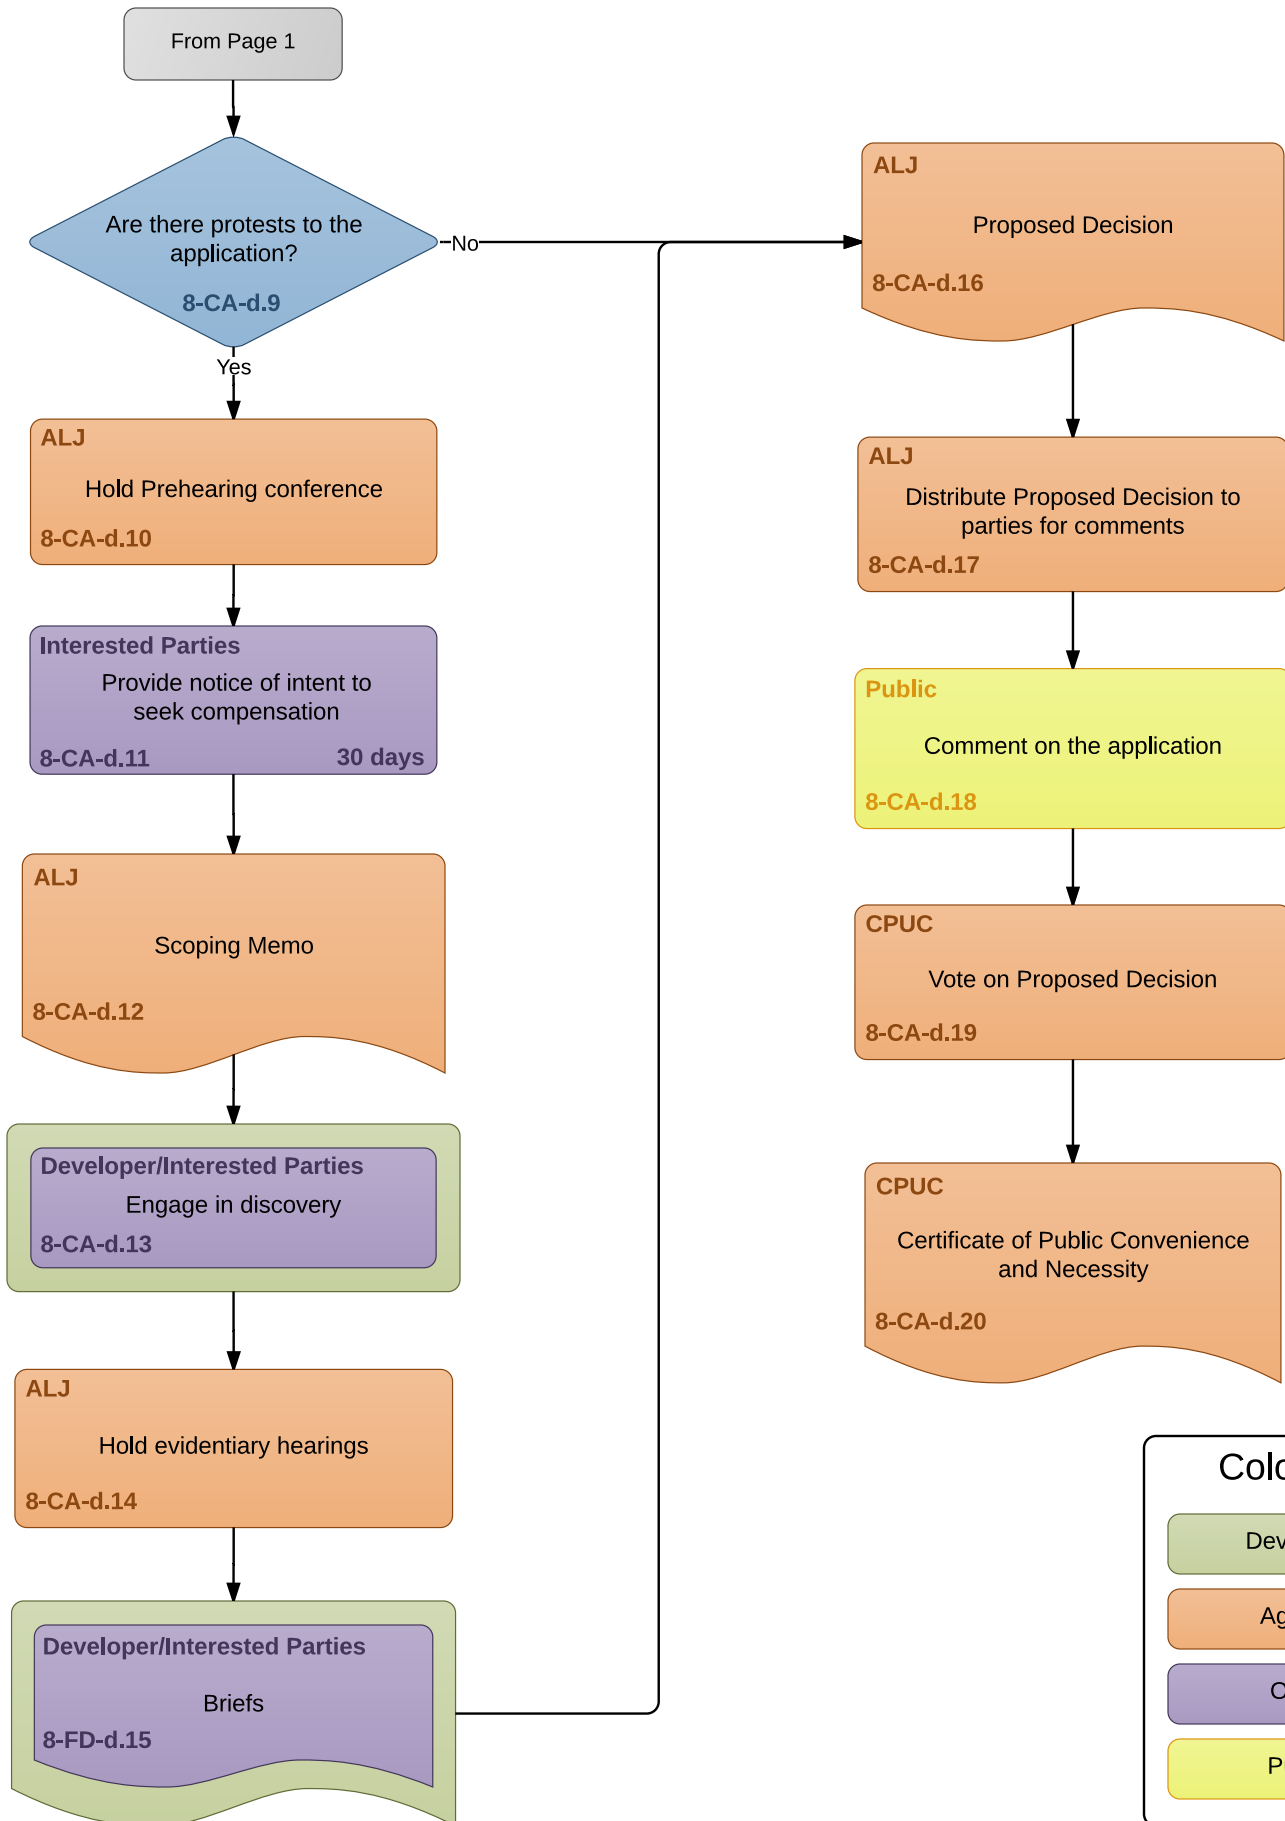 From Page 1
Are there protests to the
application?
8-CA-d.9
No
Yes
ALJ
Hold Prehearing conference
8-CA-d.10
Interested Parties
Provide notice of intent to
seek compensation
8-CA-d.11 30 days
ALJ
Scoping Memo
8-CA-d.12
Developer/Interested Parties
Engage in discovery
8-CA-d.13
ALJ
Hold evidentiary hearings
8-CA-d.14
Developer/Interested Parties
Briefs
8-FD-d.15
ALJ
Proposed Decision
8-CA-d.16
ALJ
Distribute Proposed Decision to
parties for comments
8-CA-d.17
Public
Comment on the application
8-CA-d.18
CPUC
Vote on Proposed Decision
8-CA-d.19
CPUC
Certificate of Public Convenience
and Necessity
8-CA-d.20